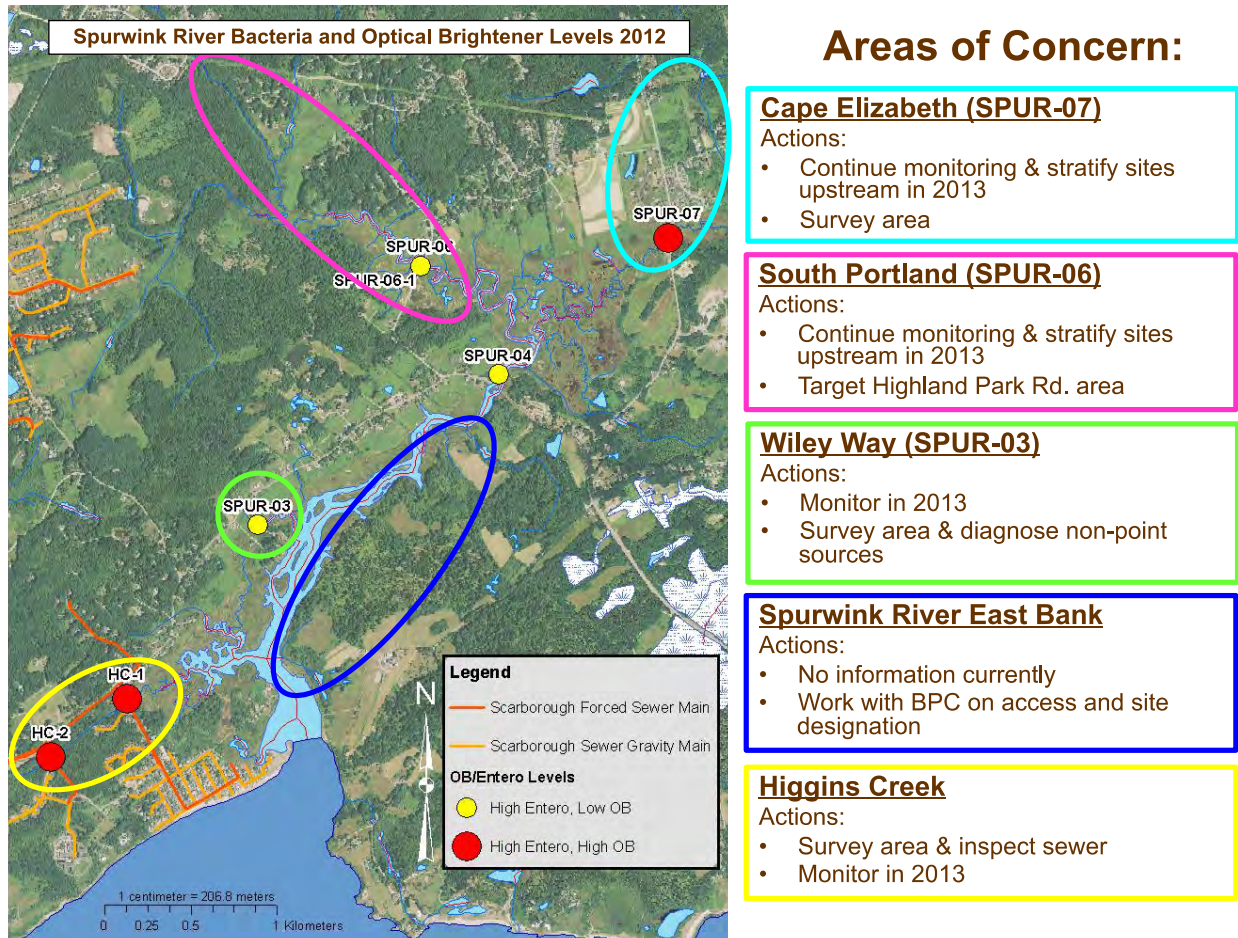 Spurwink River Bacteria and Optical Brightener Levels 2012
SPUR-07
SPUR-06
SPUR-06-1
SPUR-04
SPUR-03
HC-1
HC-2
N
Legend
Scarborough Forced Sewer Main
Scarborough Sewer Gravity Main
OB/Entero Levels
High Entero, Low OB
High Entero, High OB
1 centimeter = 206.8 meters
0 0.25 0.5 1 Kilometers
Areas of Concern:
Cape Elizabeth (SPUR-07)
Actions:
• Continue monitoring & stratify sites
upstream in 2013
• Survey area
South Portland (SPUR-06)
Actions:
• Continue monitoring & stratify sites
upstream in 2013
• Target Highland Park Rd. area
Wiley Way (SPUR-03)
Actions:
• Monitor in 2013
• Survey area & diagnose non-point
sources
Spurwink River East Bank
Actions:
• No information currently
• Work with BPC on access and site
designation
Higgins Creek
Actions:
• Survey area & inspect sewer
• Monitor in 2013